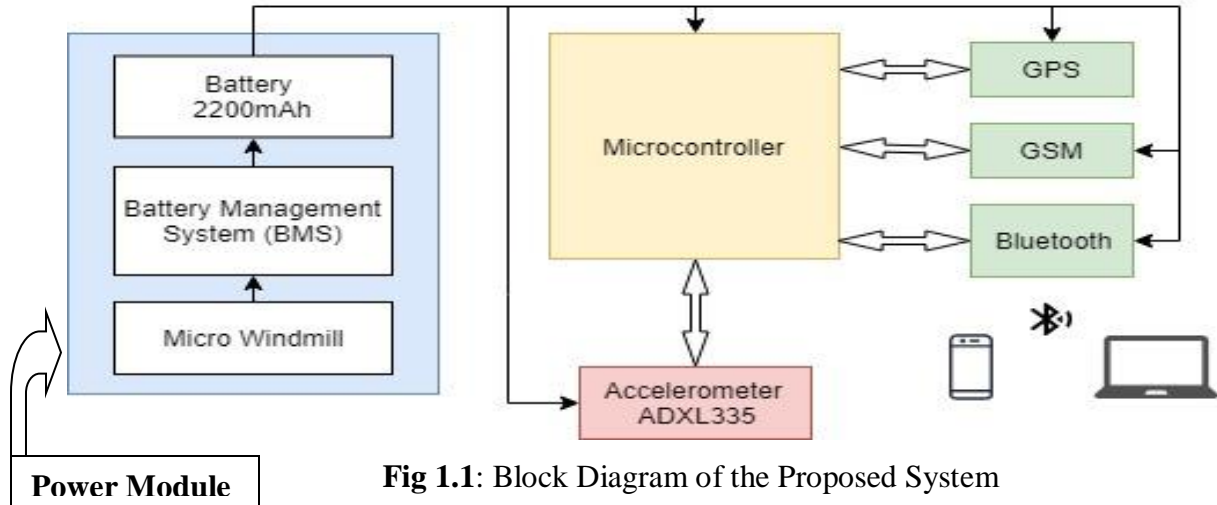 Battery
2200mAh
Battery Management
System (BMS)
Micro Windmill
Power Module
Microcontroller
GPS
GSM
Bluetooth
Accelerometer
ADXL335
Fig 1.1: Block Diagram of the Proposed System